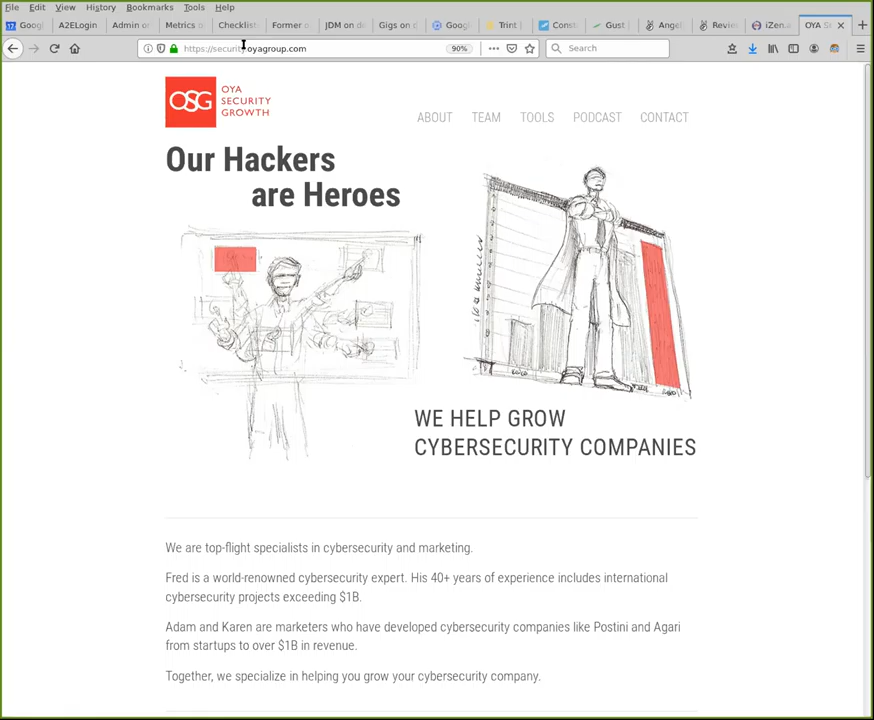 File Edit View History Bookmarks Tools Help
Goog A2ELogin Admin or Metrics o Checklist Former o JDM on d Gigs on d Goog Trint Const Gust Angel Review iZen.a OYA S
https://security.oyagroup.com 90% Search
OSG OYA SECURITY GROWTH
ABOUT TEAM TOOLS PODCAST CONTACT
Our Hackers
are Heroes
WE HELP GROW
CYBERSECURITY COMPANIES
We are top-flight specialists in cybersecurity and marketing.
Fred is a world-renowned cybersecurity expert. His 40+ years of experience includes international
cybersecurity projects exceeding $1B.
Adam and Karen are marketers who have developed cybersecurity companies like Postini and Agari
from startups to over $1B in revenue.
Together, we specialize in helping you grow your cybersecurity company.